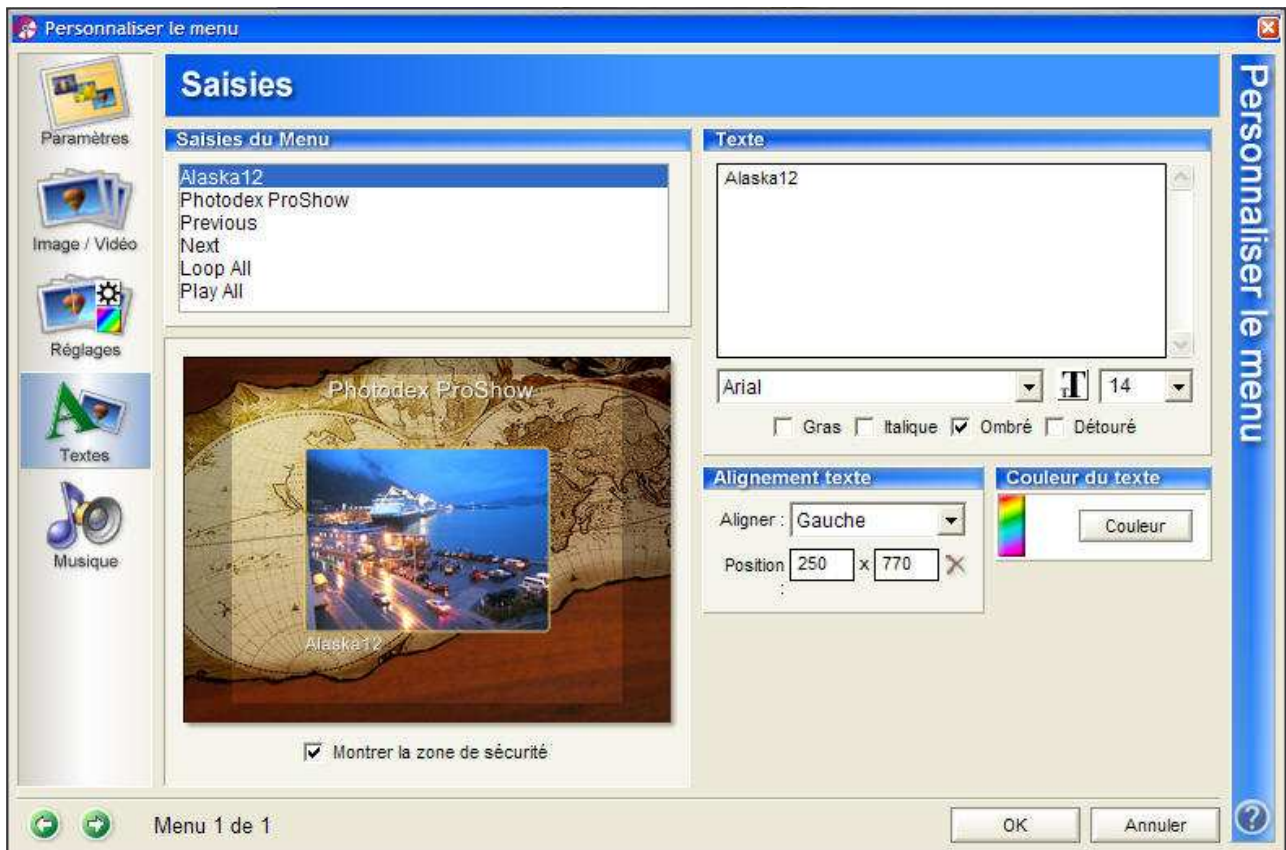 Personnaliser le menu
Paramètres
Image / Vidéo
Réglages
Textes
Musique
Saisies
Saisies du Menu
Alaska12
Photodex ProShow
Previous
Next
Loop All
Play All
Photodex ProShow
Alaska12
Montrer la zone de sécurité
Texte
Alaska12
Arial
14
Gras
Italique
Ombré
Détouré
Alignement texte
Aligner :
Gauche
Position :
250 x 770
Couleur du texte
Couleur
Personnaliser le menu
Menu 1 de 1
OK
Annuler
?